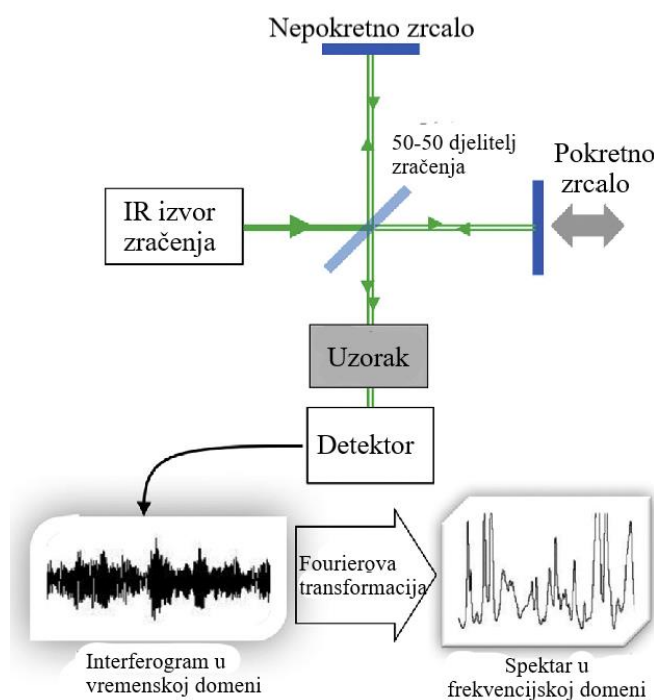 Nepokretno zrcalo
50-50 djelitelj
zračenja
Pokretno
zrcalo
IR izvor
zračenja
Uzorak
Detektor
Fourierova
transformacija
Interferogram u
vremenskoj domeni
Spektar u
frekvencijskoj domeni